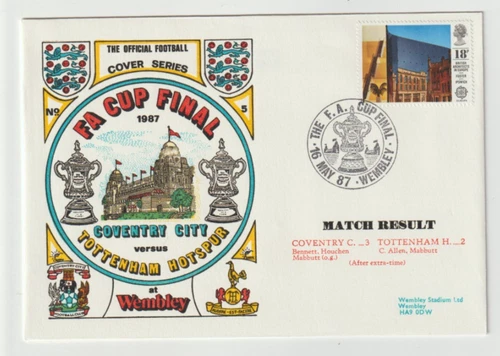 THE OFFICIAL FOOTBALL
COVER SERIES
No 5
FA CUP FINAL
1987
COVENTRY CITY
versus
TOTTENHAM HOTSPUR
at
Wembley
18P
THE F.A. CUP FINAL
16 MAY 87 · WEMBLEY ·
MATCH RESULT
COVENTRY C. ...3 TOTTENHAM H. ...2
Bennett, Houchen C. Allen, Mabbutt
Mabbutt (o.g.)
(After extra-time)
Wembley Stadium Ltd
Wembley
HA9 0DW